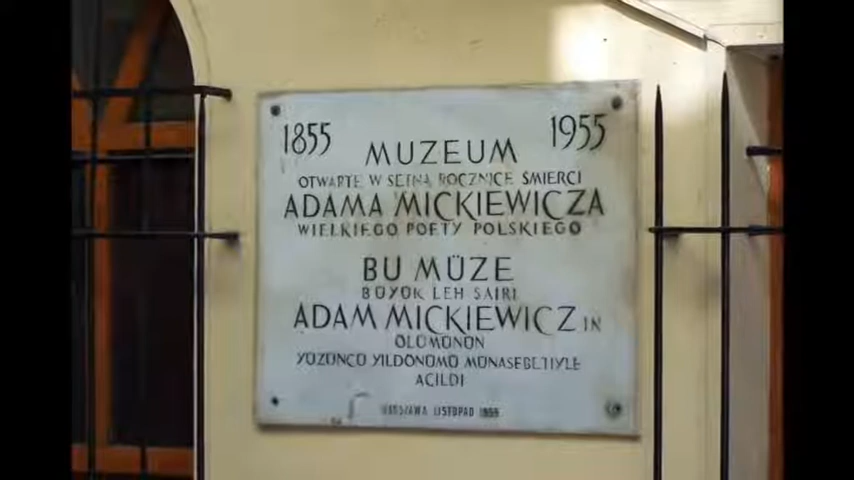 1855 1955
MUZEUM
OTWARTE W SETNĄ ROCZNICĘ ŚMIERCI
ADAMA MICKIEWICZA
WIELKIEGO POETY POLSKIEGO
BU MÜZE
BÜYÜK LEH SAIRI
ADAM MICKIEWICZ IN
ÖLÜMÜNÜN
YÜZÜNCÜ YILDÖNÜMÜ MÜNASEBETIYLE
ACILDI
WARSZAWA LISTOPAD 1955